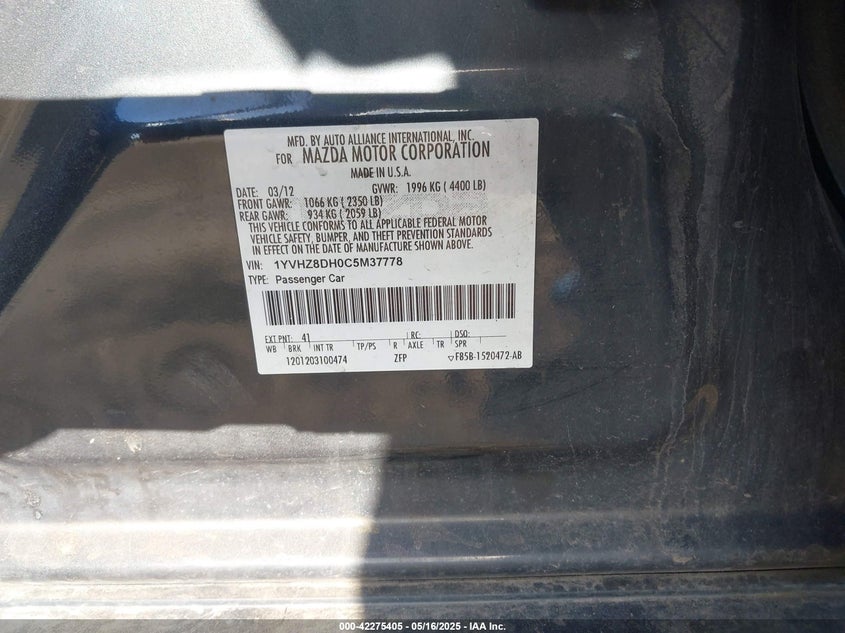 MFD. BY AUTO ALLIANCE INTERNATIONAL, INC.
FOR MAZDA MOTOR CORPORATION
MADE IN U.S.A.
DATE: 03/12 GVWR: 1996 KG ( 4400 LB)
FRONT GAWR: 1066 KG ( 2350 LB)
REAR GAWR: 934 KG ( 2059 LB)
THIS VEHICLE CONFORMS TO ALL APPLICABLE FEDERAL MOTOR
VEHICLE SAFETY, BUMPER, AND THEFT PREVENTION STANDARDS
IN EFFECT ON THE DATE OF MANUFACTURE SHOWN ABOVE.
VIN: 1YVHZ8DH0C5M37778
TYPE: Passenger Car
EXT PNT: 41 RC: DSO:
WB BRK INT TR TP/PS R AXLE TR SPR
1201203100474 ZFP ▽F85B-1520472-AB
000-42275405 - 05/16/2025 - IAA Inc.